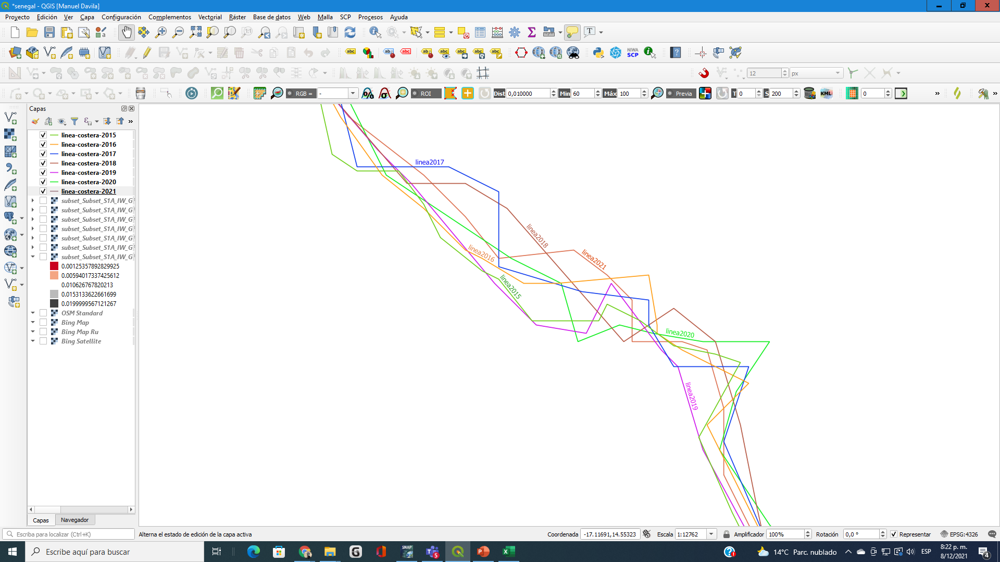 *senegal - QGIS [Manuel Davila]
Proyecto Edición Ver Capa Configuración Complementos Vectorial Ráster Base de datos Web Malla SCP Procesos Ayuda
NIWA SCP
12 px
RGB = - ROI Dist 0,010000 Min 60 Máx 100 Previa T 0 S 200 KML 0
Capas
linea-costera-2015
linea-costera-2016
linea-costera-2017
linea-costera-2018
linea-costera-2019
linea-costera-2020
linea-costera-2021
subset_Subset_S1A_IW_G
subset_Subset_S1A_IW_G
subset_Subset_S1A_IW_G
subset_Subset_S1A_IW_G
subset_Subset_S1A_IW_G
subset_Subset_S1A_IW_G
subset_Subset_S1A_IW_G
0.00125357892829925
0.00594017337425612
0.010626767820213
0.0153133622661699
0.0199999567121267
OSM Standard
Bing Map
Bing Map Ru
Bing Satellite
linea2017
linea2018
linea2016
linea2021
linea2015
linea2020
linea2019
Capas Navegador
Escriba para localizar (Ctrl+K) Alterna el estado de edición de la capa activa Coordenada -17.11691,14.55323 Escala 1:12762 Amplificador 100% Rotación 0,0 ° Representar EPSG:4326
Escribe aquí para buscar 14°C Parc. nublado ESP 8:22 p. m.
8/12/2021